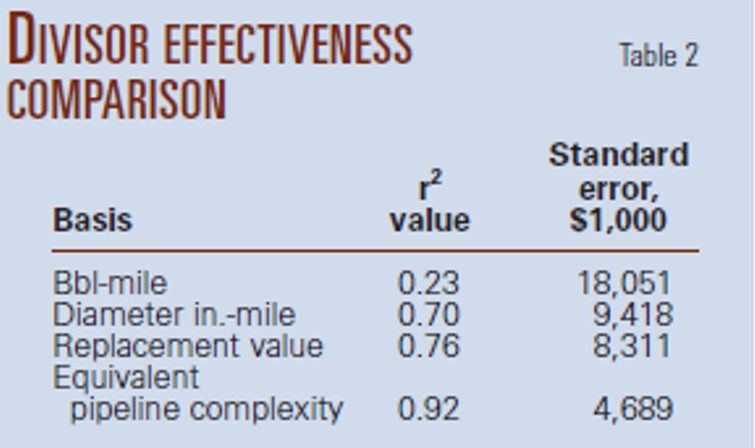 DIVISOR EFFECTIVENESS Table 2
COMPARISON
Standard
r² error,
Basis value $1,000
Bbl-mile 0.23 18,051
Diameter in.-mile 0.70 9,418
Replacement value 0.76 8,311
Equivalent
pipeline complexity 0.92 4,689